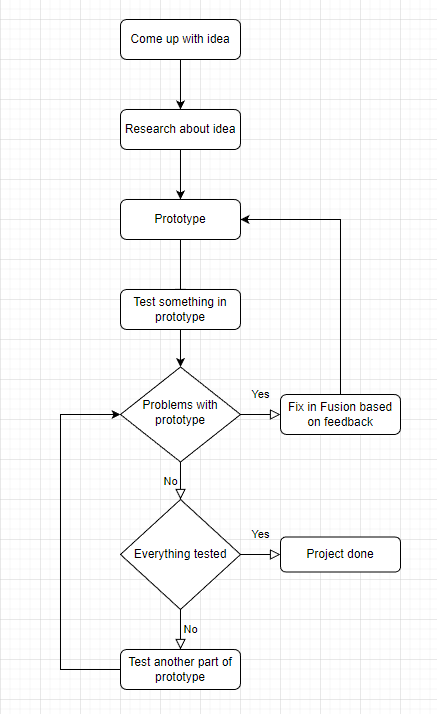 Come up with idea
Research about idea
Prototype
Test something in
prototype
Problems with
prototype
Yes
Fix in Fusion based
on feedback
No
Everything tested
Yes
Project done
No
Test another part of
prototype